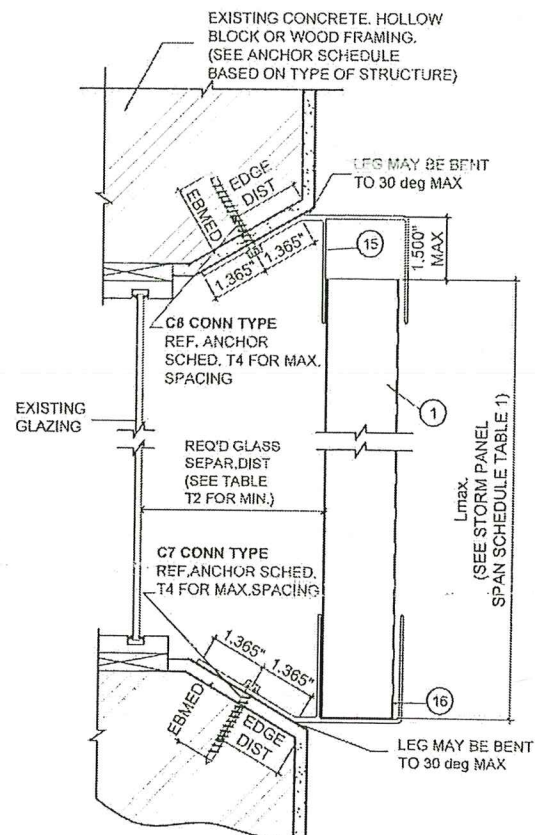 EXISTING CONCRETE. HOLLOW
BLOCK OR WOOD FRAMING.
(SEE ANCHOR SCHEDULE
BASED ON TYPE OF STRUCTURE)
LEG MAY BE BENT
TO 30 deg MAX
EDGE
DIST
EBMED
1.365"
1.365"
15
1.500"
MAX
C8 CONN TYPE
REF. ANCHOR
SCHED. T4 FOR MAX.
SPACING
1
EXISTING
GLAZING
REQ'D GLASS
SEPAR.DIST
(SEE TABLE
T2 FOR MIN.)
Lmax.
(SEE STORM PANEL
SPAN SCHEDULE TABLE 1)
C7 CONN TYPE
REF.ANCHOR SCHED.
T4 FOR MAX.SPACING
1.365"
1.365"
EBMED
EDGE
DIST
16
LEG MAY BE BENT
TO 30 deg MAX